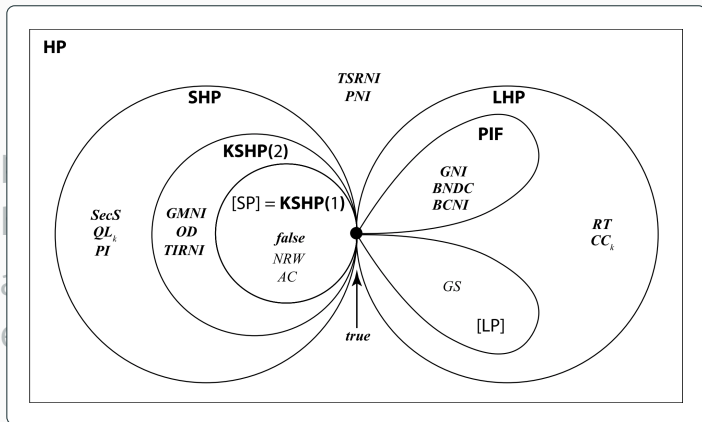 HP
TSRNI
PNI
SHP
LHP
KSHP(2)
PIF
[SP] = KSHP(1)
GNI
BNDC
BCNI
SecS
QLk
PI
GMNI
OD
TIRNI
false
NRW
AC
RT
CCk
GS
[LP]
true